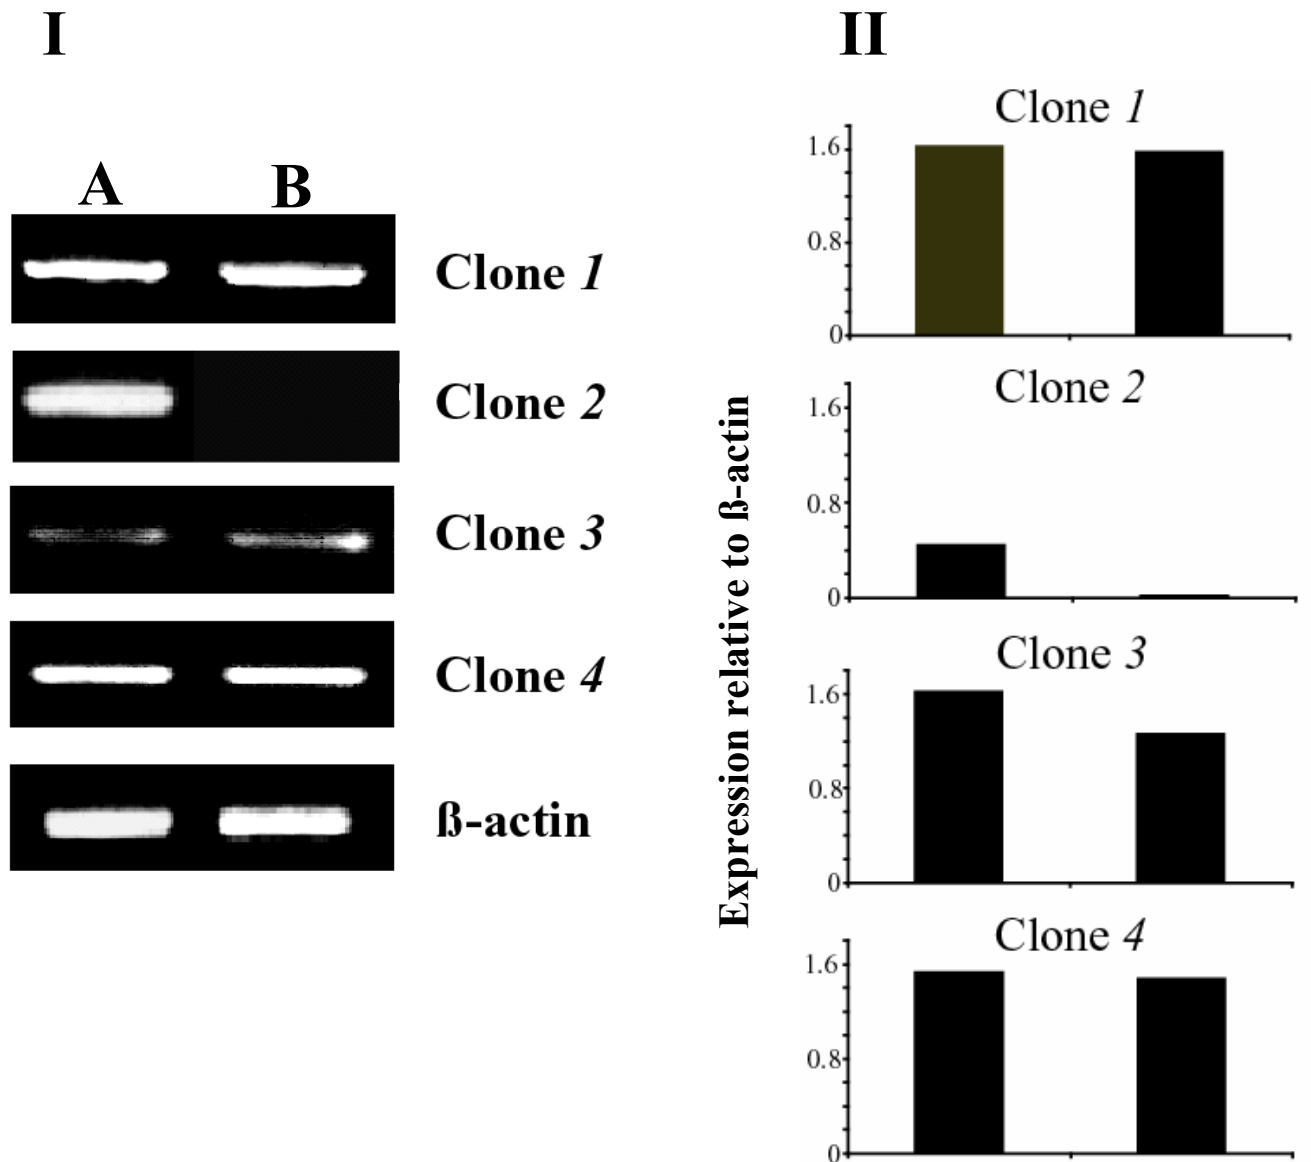 I
II
A
B
Clone 1
Clone 2
Clone 3
Clone 4
ß-actin
Expression relative to ß-actin
Clone 1
1.6
0.8
0
Clone 2
1.6
0.8
0
Clone 3
1.6
0.8
0
Clone 4
1.6
0.8
0